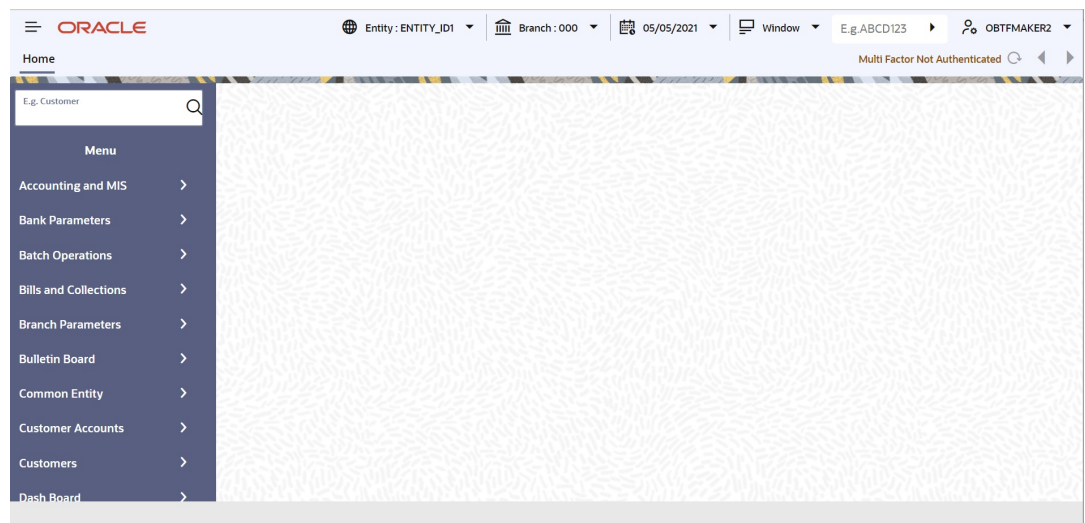 ORACLE
Entity : ENTITY_ID1
Branch : 000
05/05/2021
Window
E.g.ABCD123
OBTFMAKER2
Home
Multi Factor Not Authenticated
E.g. Customer
Menu
Accounting and MIS
Bank Parameters
Batch Operations
Bills and Collections
Branch Parameters
Bulletin Board
Common Entity
Customer Accounts
Customers
Dash Board